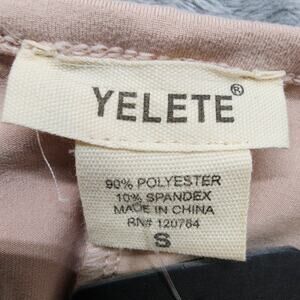 YELETE®
90% POLYESTER
10% SPANDEX
MADE IN CHINA
RN# 120784
S